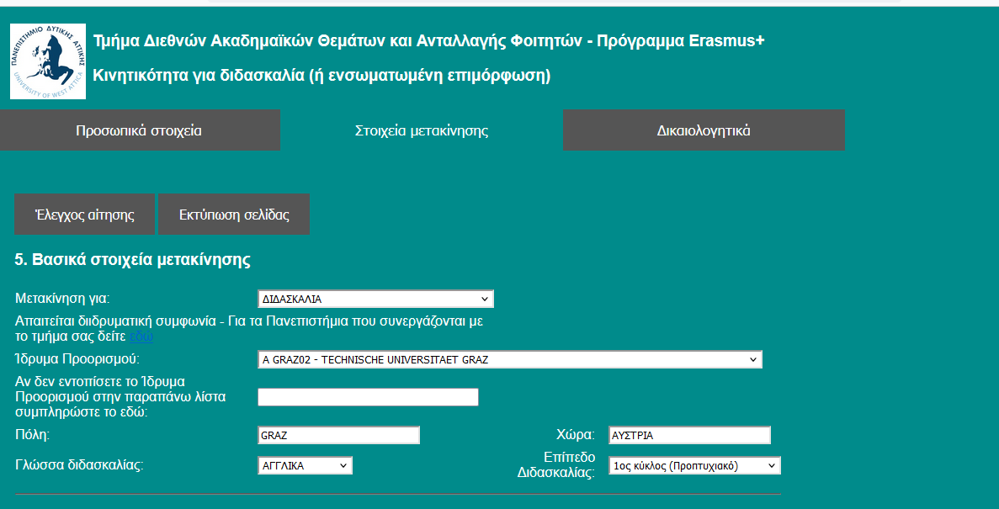 ΠΑΝΕΠΙΣΤΗΜΙΟ ΔΥΤΙΚΗΣ ΑΤΤΙΚΗΣ
UNIVERSITY OF WEST ATTICA
Τμήμα Διεθνών Ακαδημαϊκών Θεμάτων και Ανταλλαγής Φοιτητών - Πρόγραμμα Erasmus+
Κινητικότητα για διδασκαλία (ή ενσωματωμένη επιμόρφωση)
Προσωπικά στοιχεία Στοιχεία μετακίνησης Δικαιολογητικά
Έλεγχος αίτησης Εκτύπωση σελίδας
5. Βασικά στοιχεία μετακίνησης
Μετακίνηση για: ΔΙΔΑΣΚΑΛΙΑ
Απαιτείται διιδρυματική συμφωνία - Για τα Πανεπιστήμια που συνεργάζονται με
το τμήμα σας δείτε εδώ
Ίδρυμα Προορισμού: A GRAZ02 - TECHNISCHE UNIVERSITAET GRAZ
Αν δεν εντοπίσετε το Ίδρυμα
Προορισμού στην παραπάνω λίστα
συμπληρώστε το εδώ:
Πόλη: GRAZ Χώρα: ΑΥΣΤΡΙΑ
Γλώσσα διδασκαλίας: ΑΓΓΛΙΚΑ Επίπεδο
Διδασκαλίας: 1ος κύκλος (Προπτυχιακό)